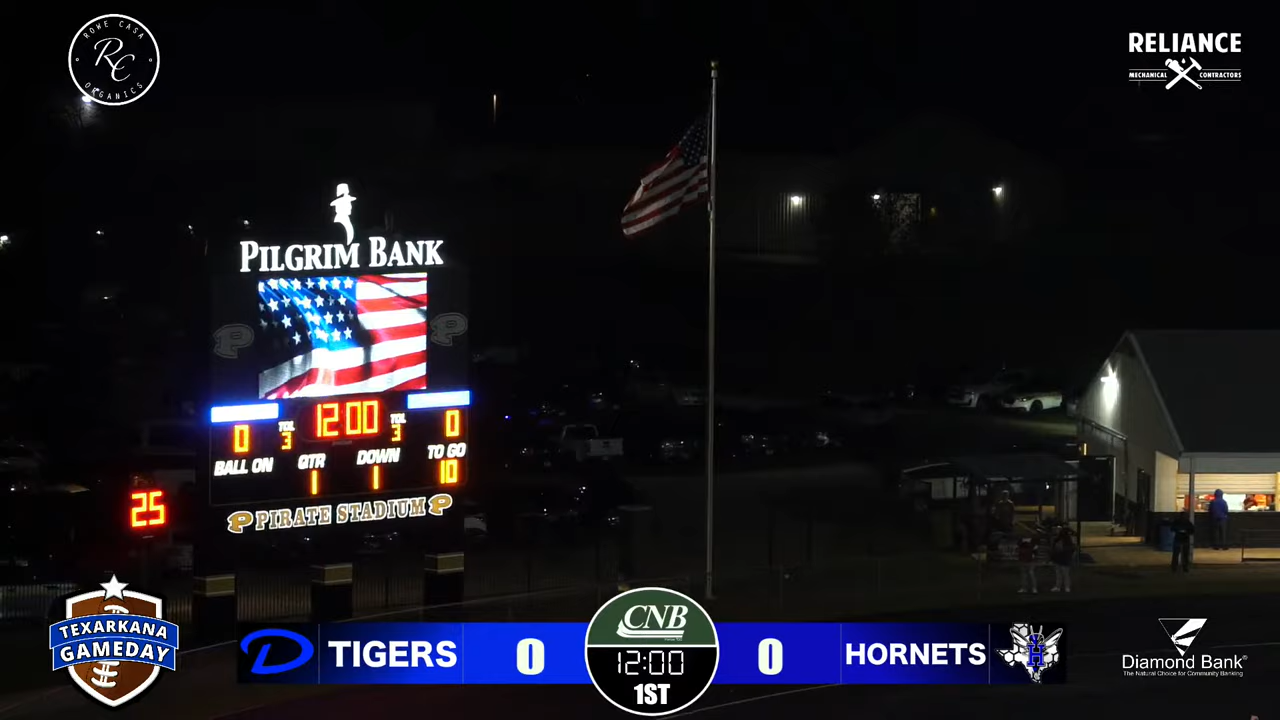 ROHE CASA
RC
ORGANICS
RELIANCE
MECHANICAL CONTRACTORS
PILGRIM BANK
P P
12:00
0 TOL 3 TOL 3 0
BALL ON QTR DOWN TO GO
1 1 10
25
P PIRATE STADIUM P
TEXARKANA
GAMEDAY
D TIGERS 0
CNB
12:00
1ST
0 HORNETS H
Diamond Bank®
The Natural Choice for Community Banking